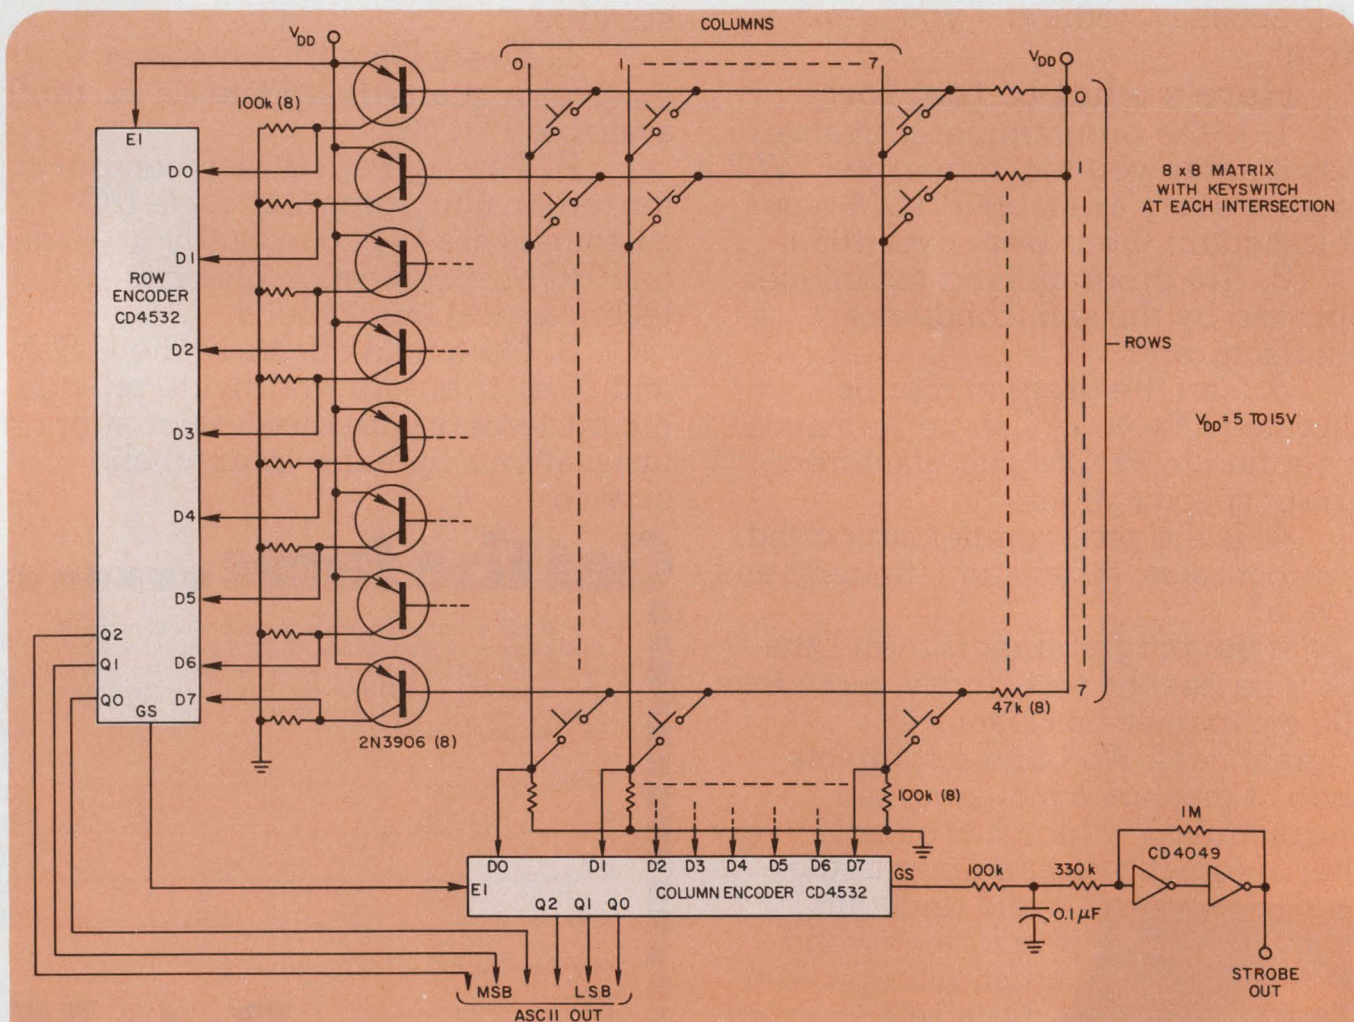 COLUMNS
V_DD
V_DD
0
1
7
100k (8)
0
EI
D0
1
8 x 8 MATRIX
WITH KEYSWITCH
AT EACH INTERSECTION
D1
ROW
ENCODER
CD4532
D2
ROWS
D3
V_DD = 5 TO 15V
D4
D5
Q2
Q1
D6
Q0
D7
GS
7
47k (8)
2N3906 (8)
100k (8)
1M
CD4049
D0
D1
D2
D3
D4
D5
D6
D7
GS
100k
330k
EI
COLUMN ENCODER CD4532
Q2
Q1
Q0
0.1µF
STROBE
OUT
MSB
LSB
ASCII OUT